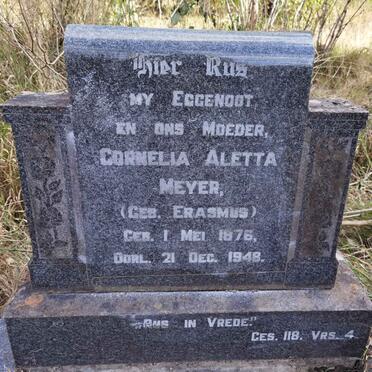 Hier Rus
My Eggenoot
en ons Moeder,
Cornelia Aletta
Meyer,
(Geb. Erasmus)
Geb. 1 Mei 1876,
Oorl. 21 Des. 1948.
„Rus in Vrede."
Ges. 118. Vrs. 4